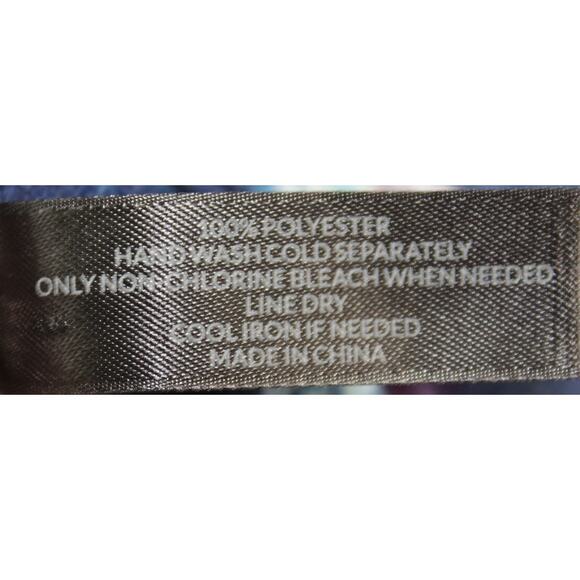 100% POLYESTER
HAND WASH COLD SEPARATELY
ONLY NON-CHLORINE BLEACH WHEN NEEDED
LINE DRY
COOL IRON IF NEEDED
MADE IN CHINA